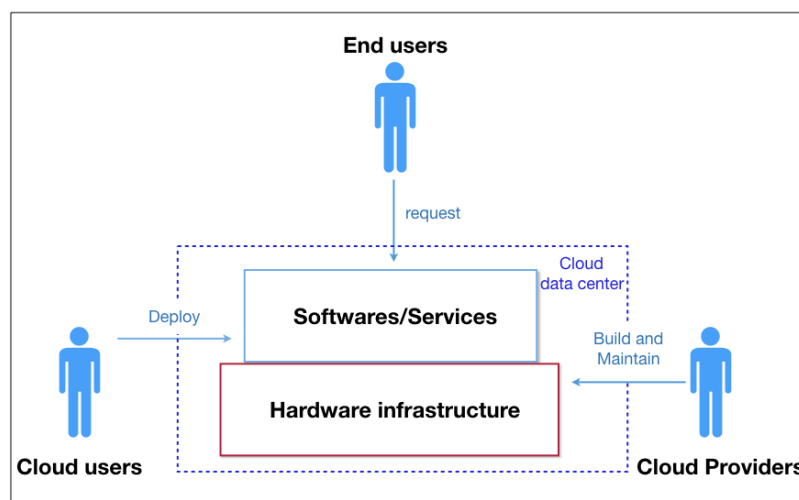 End users
request
Cloud
data center
Softwares/Services
Deploy
Build and
Maintain
Hardware infrastructure
Cloud users
Cloud Providers